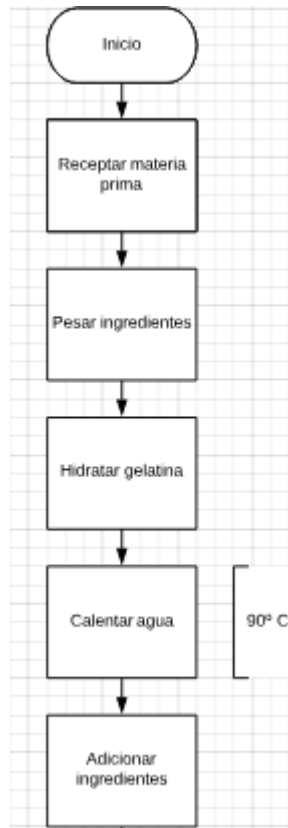 Inicio
Receptar materia
prima
Pesar ingredientes
Hidratar gelatina
Calentar agua
90º C
Adicionar
ingredientes